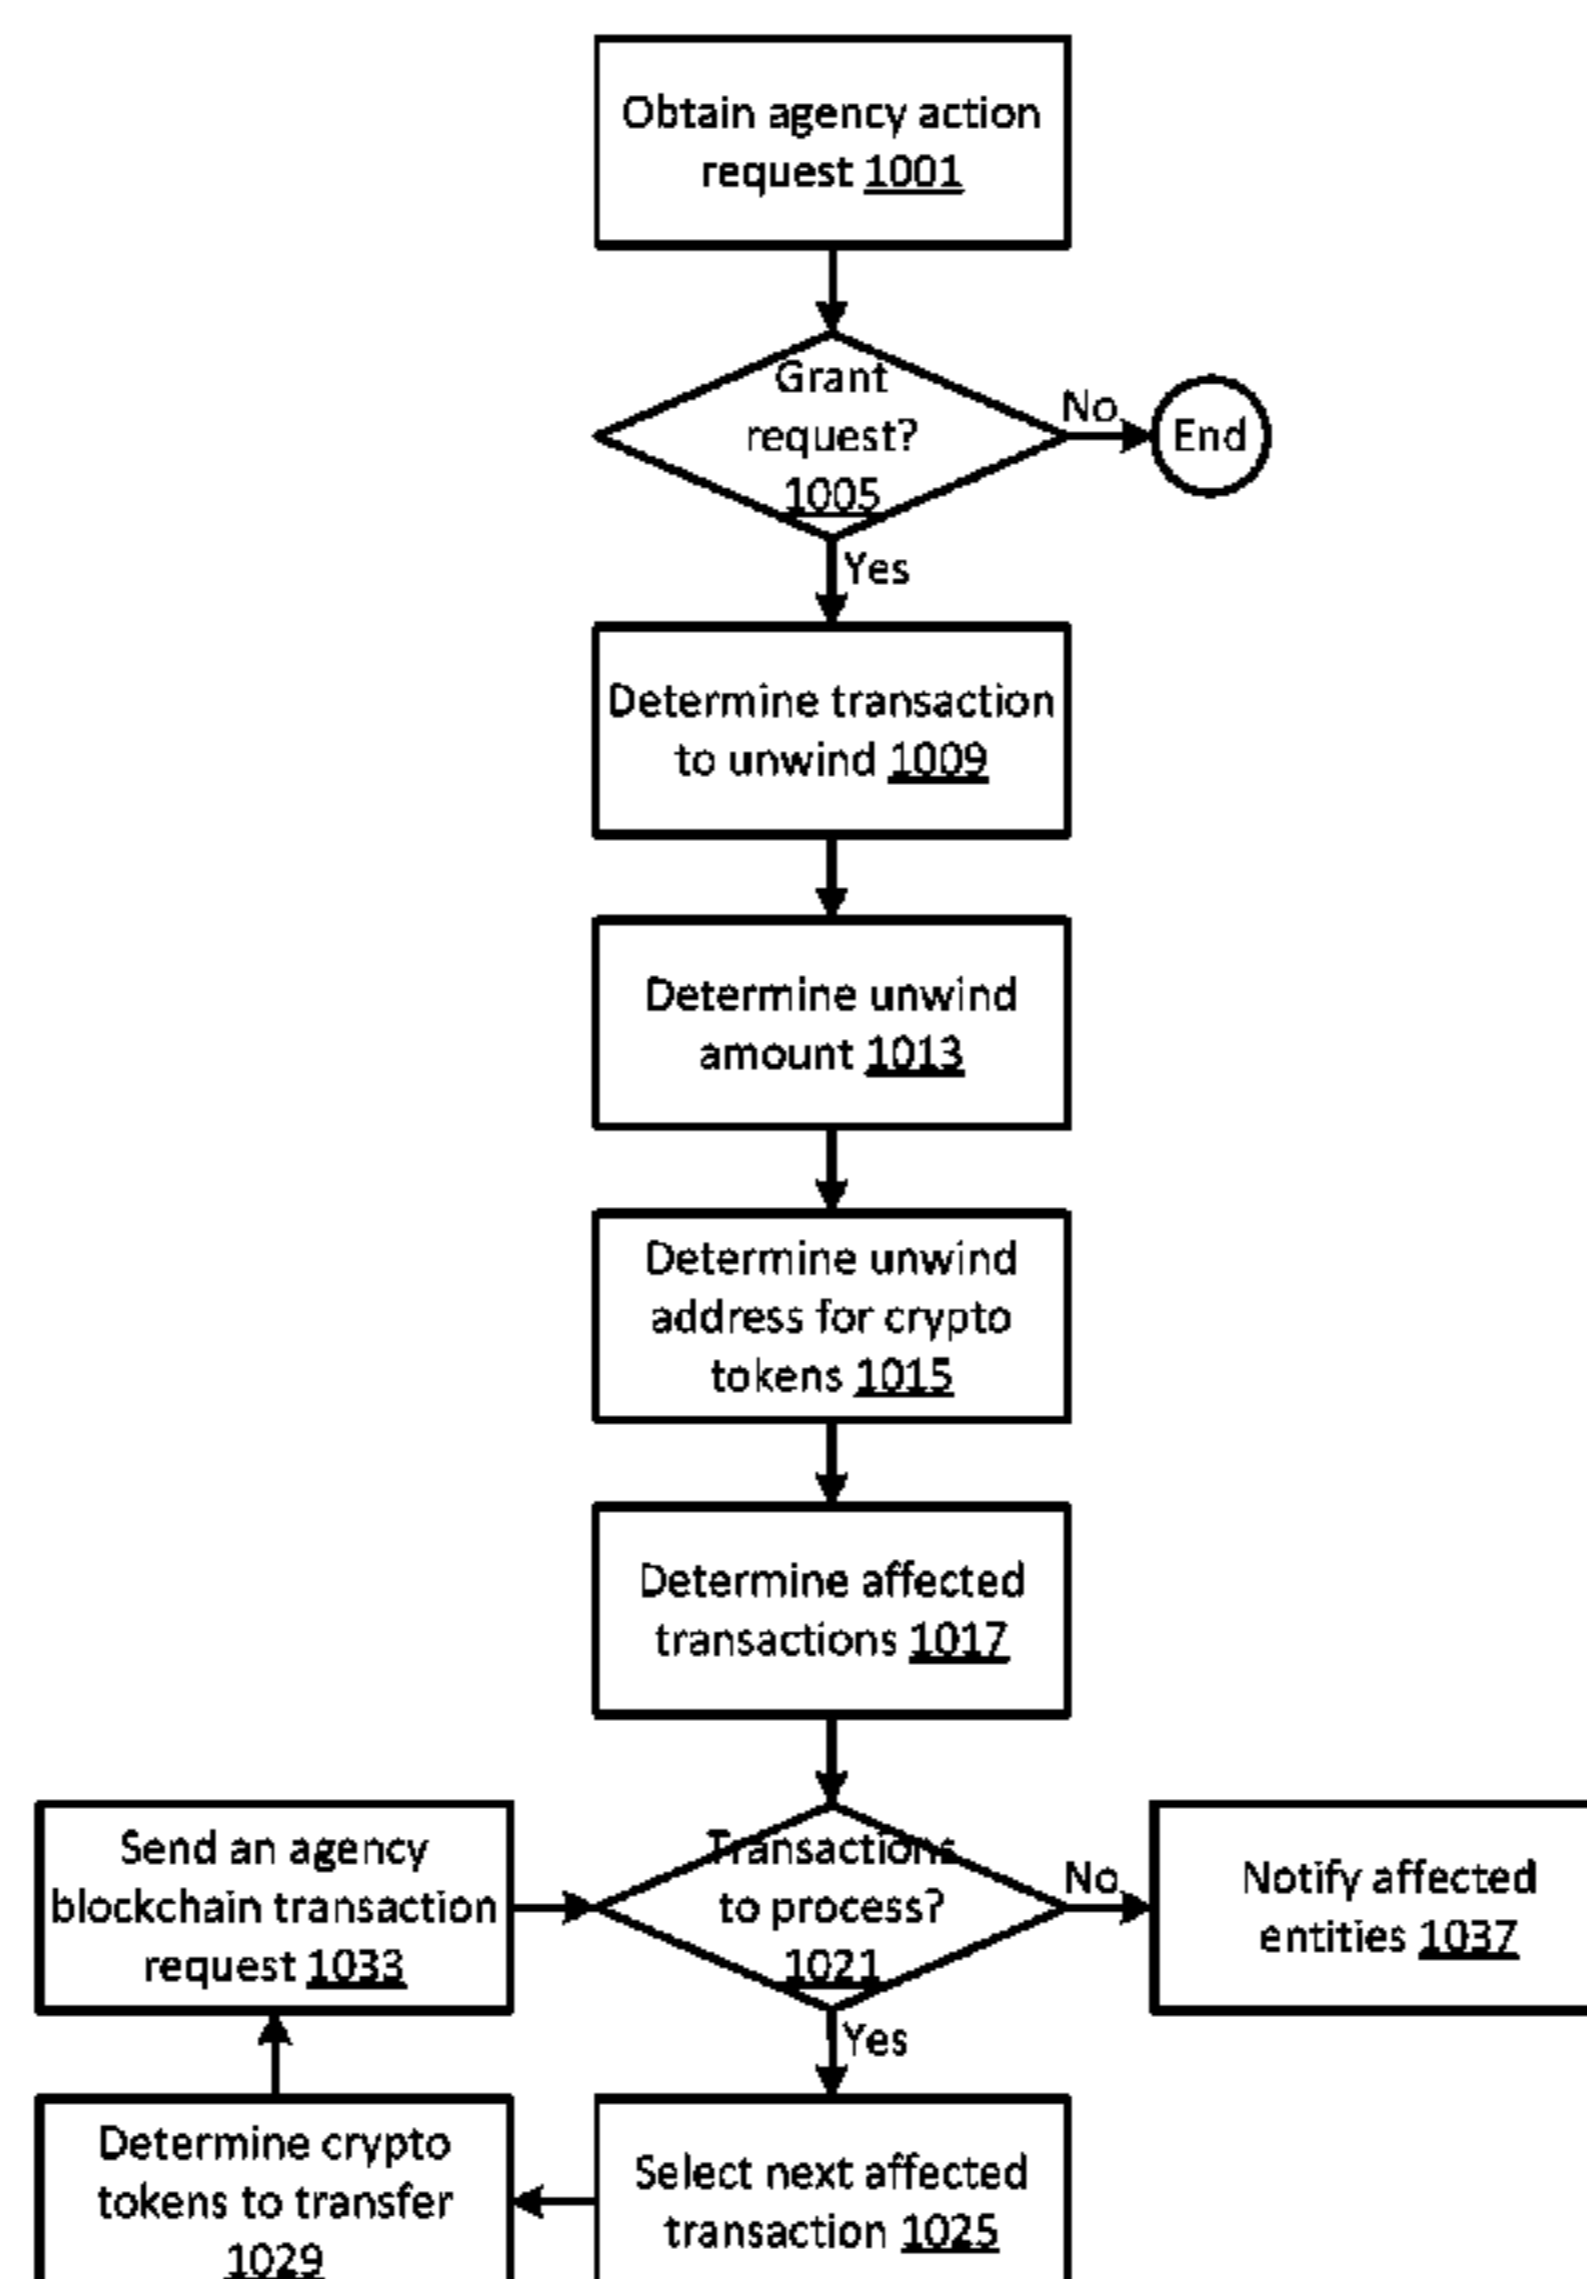 Obtain agency action
request 1001
Grant
request?
1005
No
End
Yes
Determine transaction
to unwind 1009
Determine unwind
amount 1013
Determine unwind
address for crypto
tokens 1015
Determine affected
transactions 1017
Send an agency
blockchain transaction
request 1033
Transactions
to process?
1021
No
Notify affected
entities 1037
Yes
Determine crypto
tokens to transfer
1029
Select next affected
transaction 1025